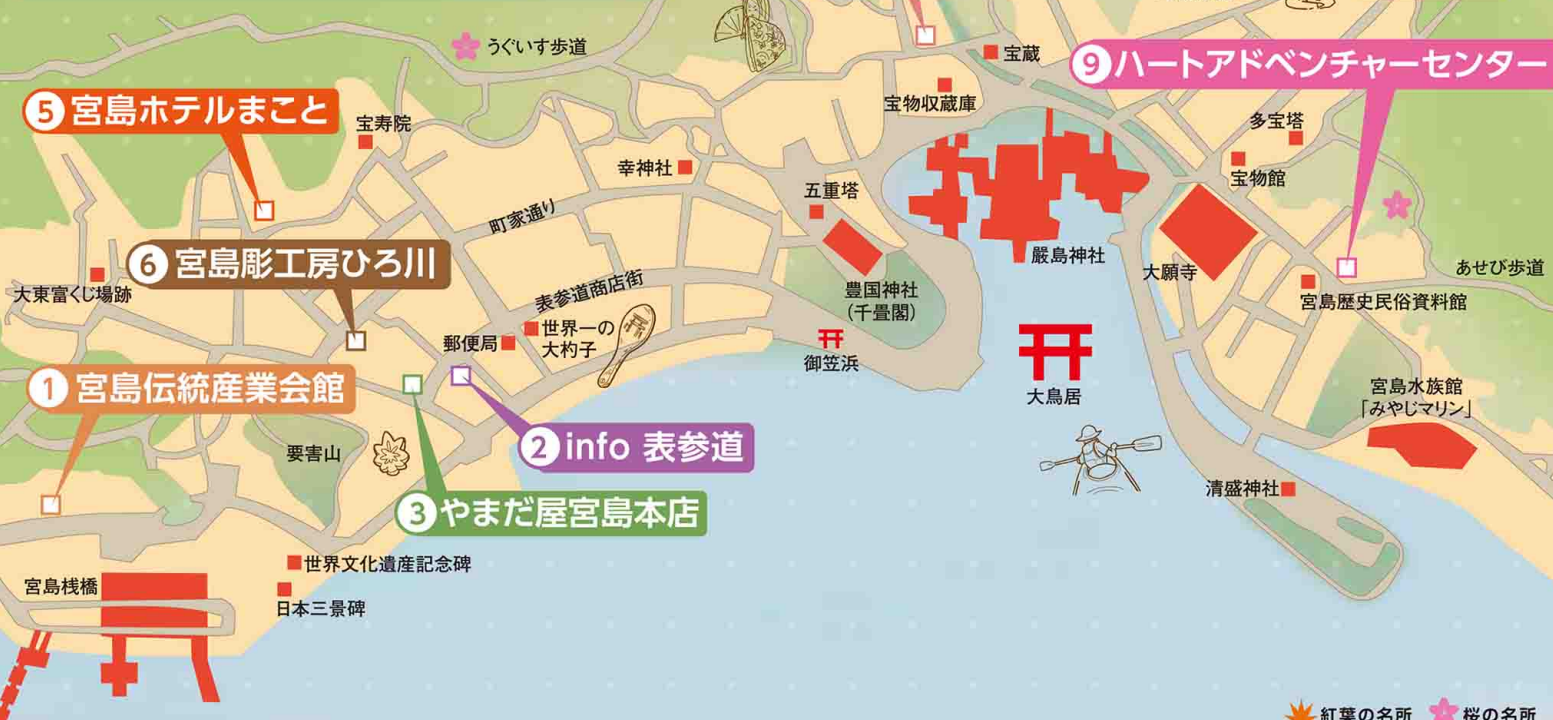 うぐいす歩道
宝蔵
⑨ハートアドベンチャーセンター
宝物収蔵庫
⑤宮島ホテルまこと
宝寿院
多宝塔
幸神社
宝物館
五重塔
町家通り
嚴島神社
⑥宮島彫工房ひろ川
大願寺
あせび歩道
大東富くじ場跡
表参道商店街
豊国神社
(千畳閣)
宮島歴史民俗資料館
世界一の
大杓子
郵便局
御笠浜
①宮島伝統産業会館
大鳥居
宮島水族館
「みやじマリン」
②info 表参道
要害山
③やまだ屋宮島本店
清盛神社
世界文化遺産記念碑
宮島桟橋
日本三景碑
紅葉の名所
桜の名所